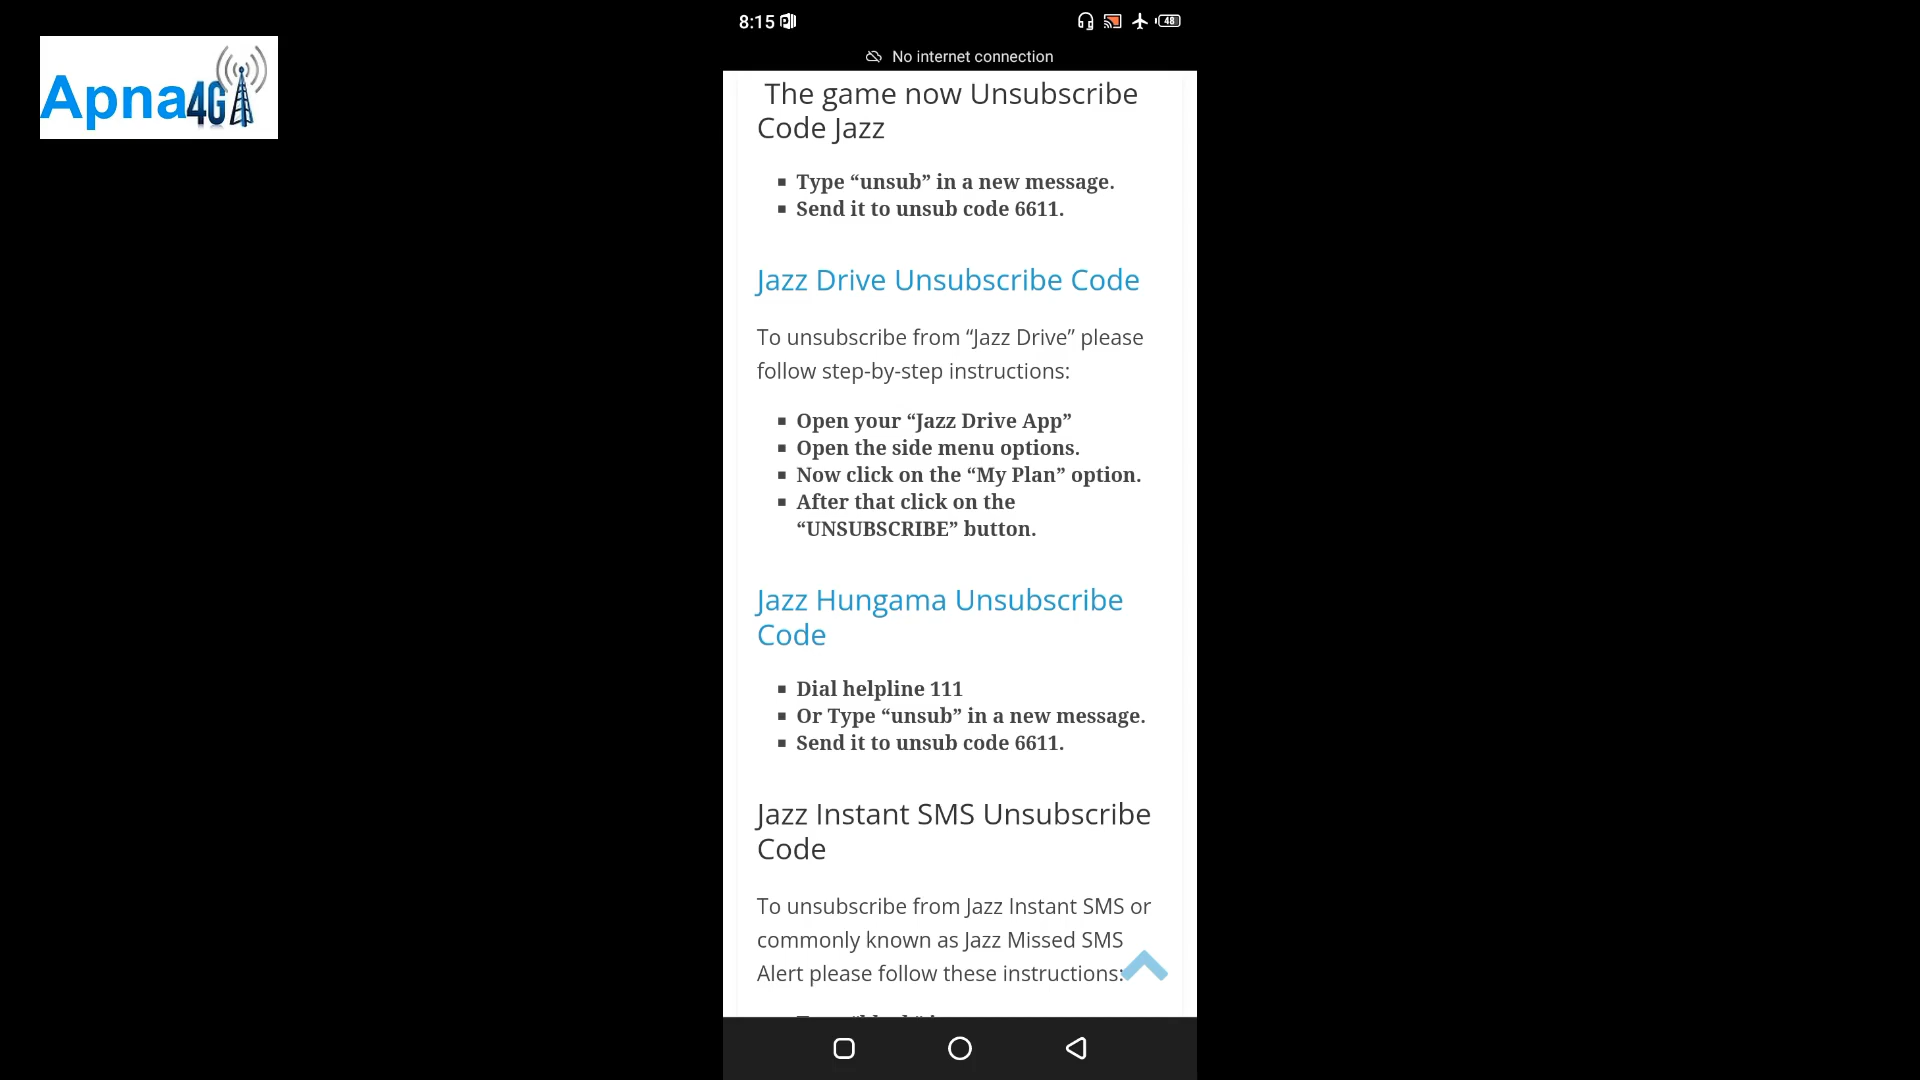 Apna4G
8:15
48
No internet connection
The game now Unsubscribe
Code Jazz
▪ Type “unsub” in a new message.
▪ Send it to unsub code 6611.
Jazz Drive Unsubscribe Code
To unsubscribe from “Jazz Drive” please
follow step-by-step instructions:
▪ Open your “Jazz Drive App”
▪ Open the side menu options.
▪ Now click on the “My Plan” option.
▪ After that click on the
“UNSUBSCRIBE” button.
Jazz Hungama Unsubscribe
Code
▪ Dial helpline 111
▪ Or Type “unsub” in a new message.
▪ Send it to unsub code 6611.
Jazz Instant SMS Unsubscribe
Code
To unsubscribe from Jazz Instant SMS or
commonly known as Jazz Missed SMS
Alert please follow these instructions: